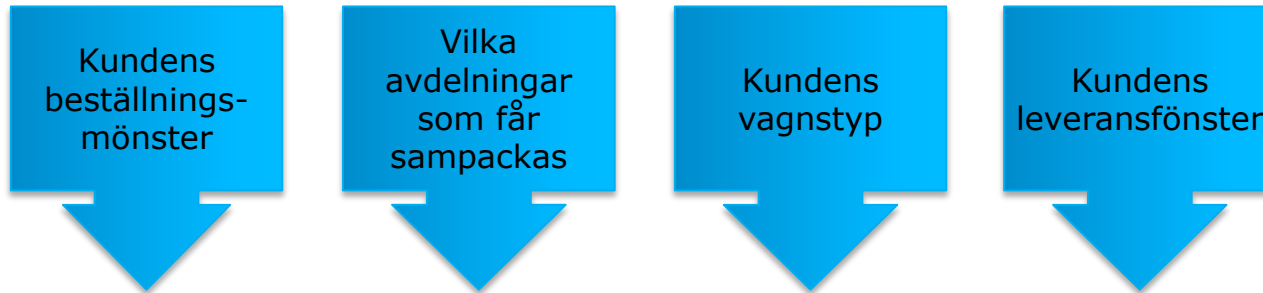 Kundens
beställnings-
mönster
Vilka
avdelningar
som får
sampackas
Kundens
vagnstyp
Kundens
leveransfönster